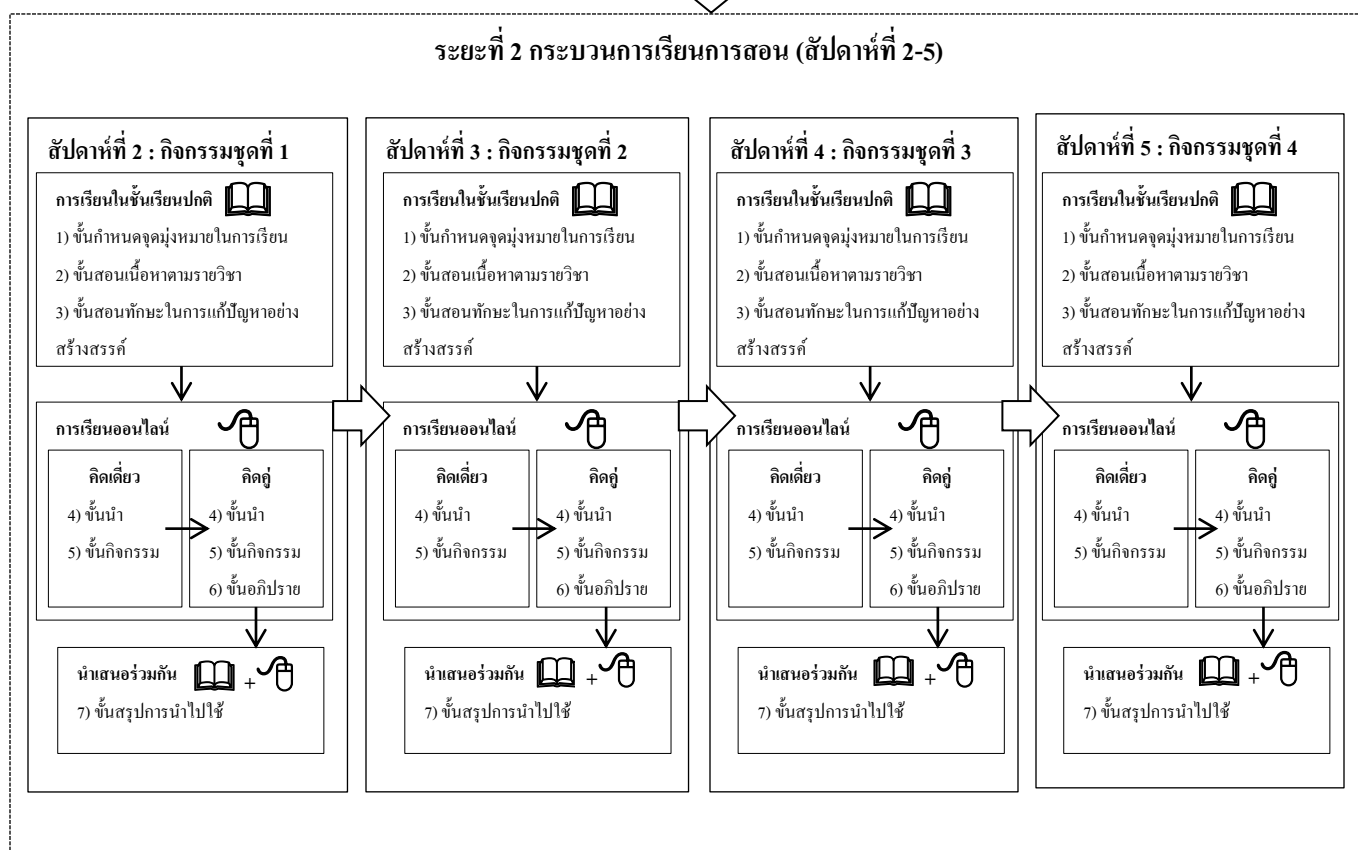 ระยะที่ 2 กระบวนการเรียนการสอน (สัปดาห์ที่ 2-5)
สัปดาห์ที่ 2 : กิจกรรมชุดที่ 1
การเรียนในชั้นเรียนปกติ
1) ขั้นกำหนดจุดมุ่งหมายในการเรียน
2) ขั้นสอนเนื้อหาตามรายวิชา
3) ขั้นสอนทักษะในการแก้ปัญหาอย่าง
สร้างสรรค์
การเรียนออนไลน์
คิดเดี่ยว
4) ขั้นนำ
5) ขั้นกิจกรรม
คิดคู่
4) ขั้นนำ
5) ขั้นกิจกรรม
6) ขั้นอภิปราย
นำเสนอร่วมกัน +
7) ขั้นสรุปการนำไปใช้
สัปดาห์ที่ 3 : กิจกรรมชุดที่ 2
การเรียนในชั้นเรียนปกติ
1) ขั้นกำหนดจุดมุ่งหมายในการเรียน
2) ขั้นสอนเนื้อหาตามรายวิชา
3) ขั้นสอนทักษะในการแก้ปัญหาอย่าง
สร้างสรรค์
การเรียนออนไลน์
คิดเดี่ยว
4) ขั้นนำ
5) ขั้นกิจกรรม
คิดคู่
4) ขั้นนำ
5) ขั้นกิจกรรม
6) ขั้นอภิปราย
นำเสนอร่วมกัน +
7) ขั้นสรุปการนำไปใช้
สัปดาห์ที่ 4 : กิจกรรมชุดที่ 3
การเรียนในชั้นเรียนปกติ
1) ขั้นกำหนดจุดมุ่งหมายในการเรียน
2) ขั้นสอนเนื้อหาตามรายวิชา
3) ขั้นสอนทักษะในการแก้ปัญหาอย่าง
สร้างสรรค์
การเรียนออนไลน์
คิดเดี่ยว
4) ขั้นนำ
5) ขั้นกิจกรรม
คิดคู่
4) ขั้นนำ
5) ขั้นกิจกรรม
6) ขั้นอภิปราย
นำเสนอร่วมกัน +
7) ขั้นสรุปการนำไปใช้
สัปดาห์ที่ 5 : กิจกรรมชุดที่ 4
การเรียนในชั้นเรียนปกติ
1) ขั้นกำหนดจุดมุ่งหมายในการเรียน
2) ขั้นสอนเนื้อหาตามรายวิชา
3) ขั้นสอนทักษะในการแก้ปัญหาอย่าง
สร้างสรรค์
การเรียนออนไลน์
คิดเดี่ยว
4) ขั้นนำ
5) ขั้นกิจกรรม
คิดคู่
4) ขั้นนำ
5) ขั้นกิจกรรม
6) ขั้นอภิปราย
นำเสนอร่วมกัน +
7) ขั้นสรุปการนำไปใช้